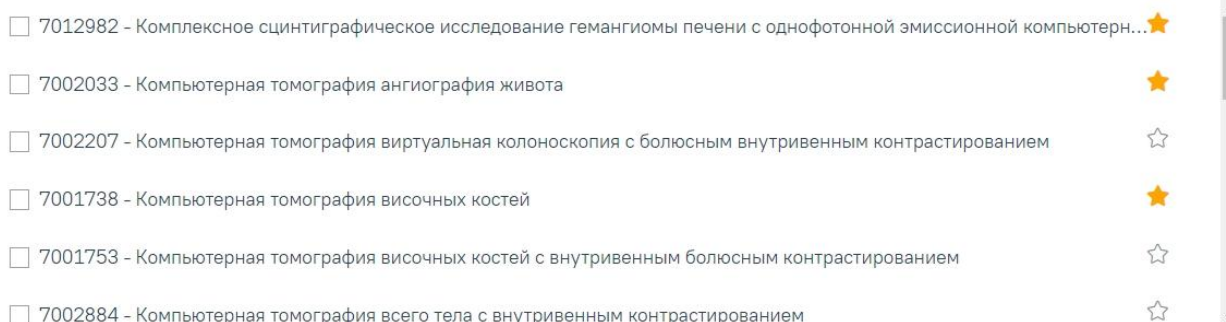 7012982 - Комплексное сцинтиграфическое исследование гемангиомы печени с однофотонной эмиссионной компьютерн...
7002033 - Компьютерная томография ангиография живота
7002207 - Компьютерная томография виртуальная колоноскопия с болюсным внутривенным контрастированием
7001738 - Компьютерная томография височных костей
7001753 - Компьютерная томография височных костей с внутривенным болюсным контрастированием
7002884 - Компьютерная томография всего тела с внутривенным контрастированием